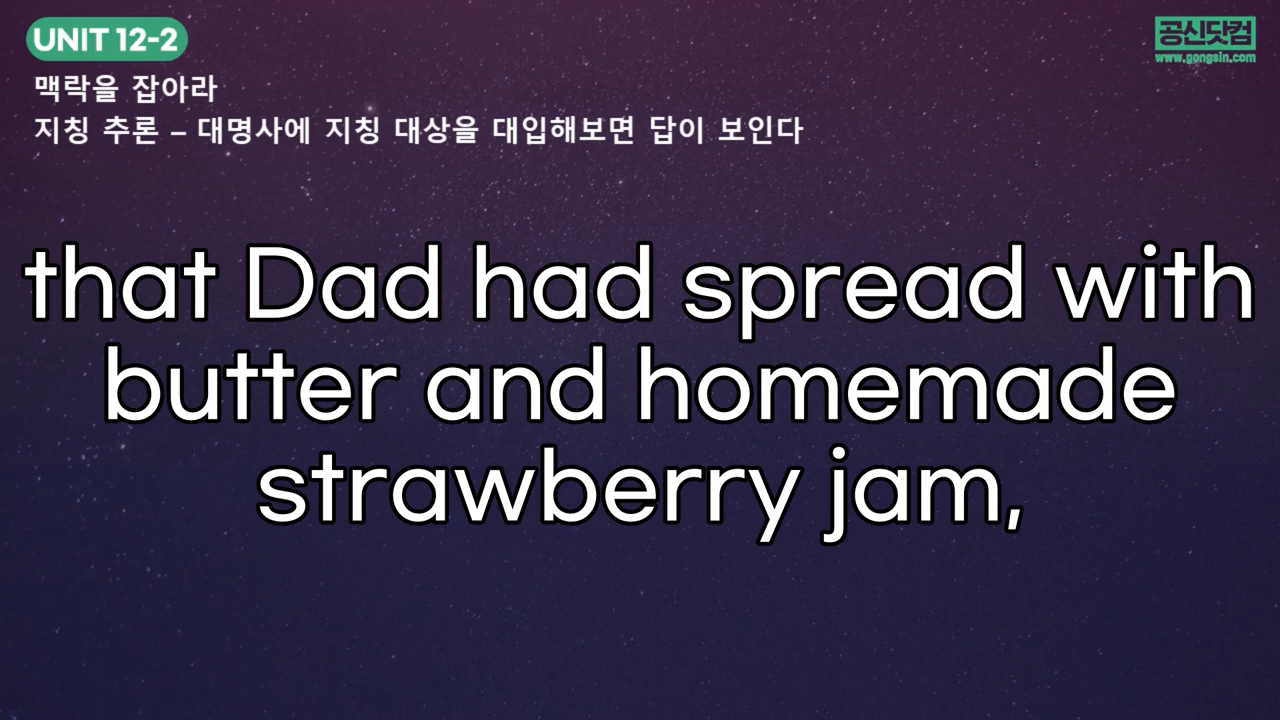 UNIT 12-2
공신닷컴
www.gongsin.com
맥락을 잡아라
지칭 추론 – 대명사에 지칭 대상을 대입해보면 답이 보인다
that Dad had spread with
butter and homemade
strawberry jam,